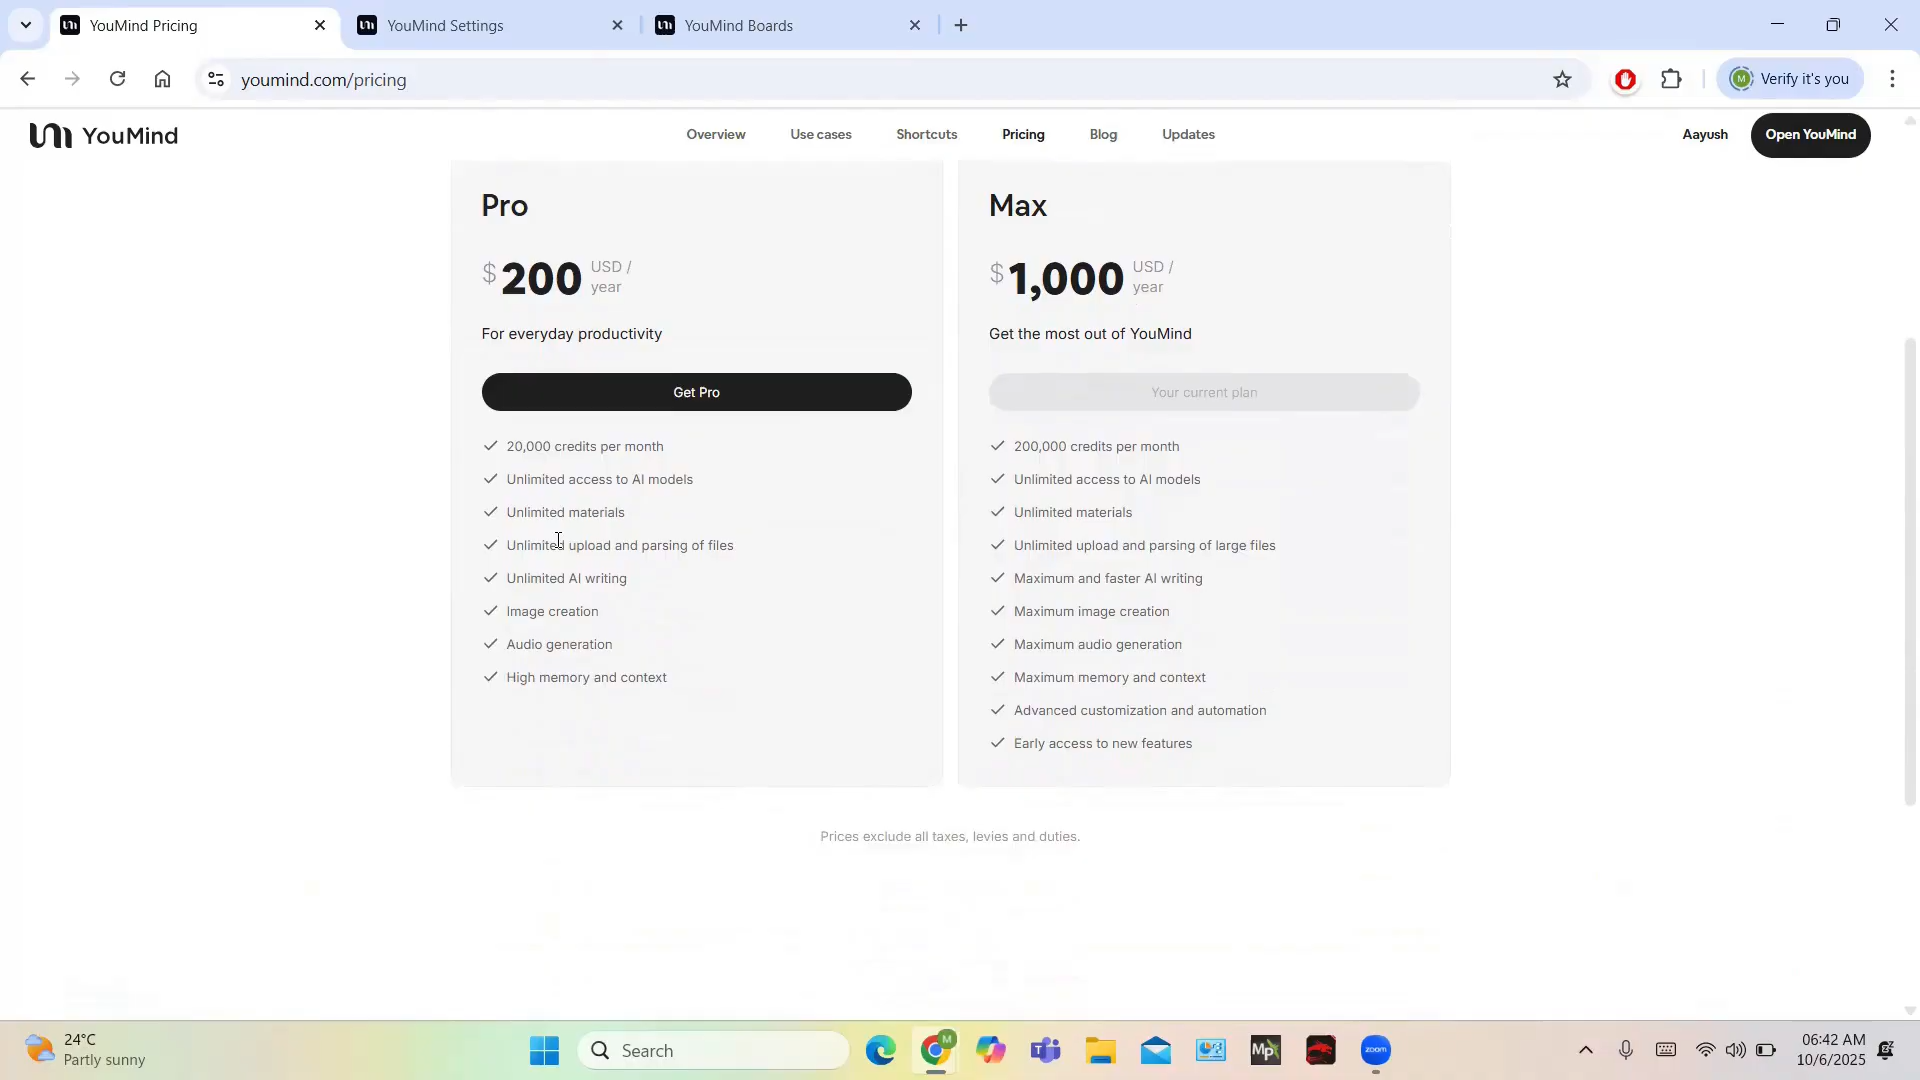 YouMind Pricing
YouMind Settings
YouMind Boards
youmind.com/pricing
Verify it's you
YouMind
Overview
Use cases
Shortcuts
Pricing
Blog
Updates
Aayush
Open YouMind
Pro
$200 USD /
year
For everyday productivity
Get Pro
20,000 credits per month
Unlimited access to AI models
Unlimited materials
Unlimited upload and parsing of files
Unlimited AI writing
Image creation
Audio generation
High memory and context
Max
$1,000 USD /
year
Get the most out of YouMind
Your current plan
200,000 credits per month
Unlimited access to AI models
Unlimited materials
Unlimited upload and parsing of large files
Maximum and faster AI writing
Maximum image creation
Maximum audio generation
Maximum memory and context
Advanced customization and automation
Early access to new features
Prices exclude all taxes, levies and duties.
24°C
Partly sunny
Search
M
Mp
zoom
06:42 AM
10/6/2025